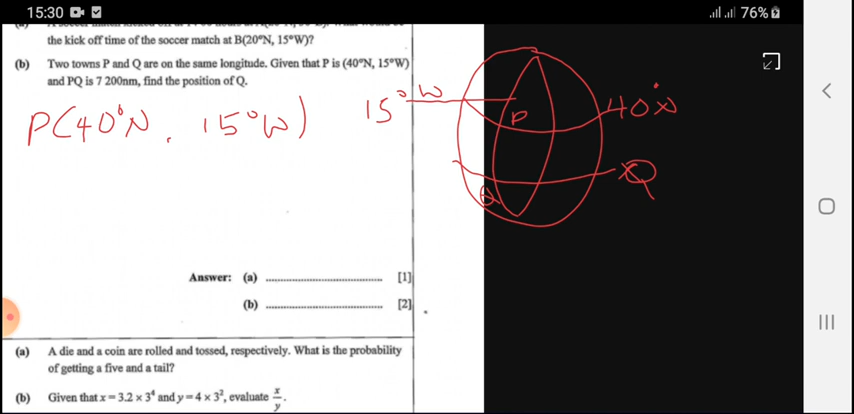 15:30 76%
the kick off time of the soccer match at B(20°N, 15°W)?
(b) Two towns P and Q are on the same longitude. Given that P is (40°N, 15°W)
and PQ is 7 200nm, find the position of Q.
P(40°N, 15°W)
15°W
P
40°N
Q
Q
Answer: (a) ........................................ [1]
(b) ........................................ [2]
(a) A die and a coin are rolled and tossed, respectively. What is the probability
of getting a five and a tail?
(b) Given that x = 3.2 × 3⁴ and y = 4 × 3², evaluate x/y.